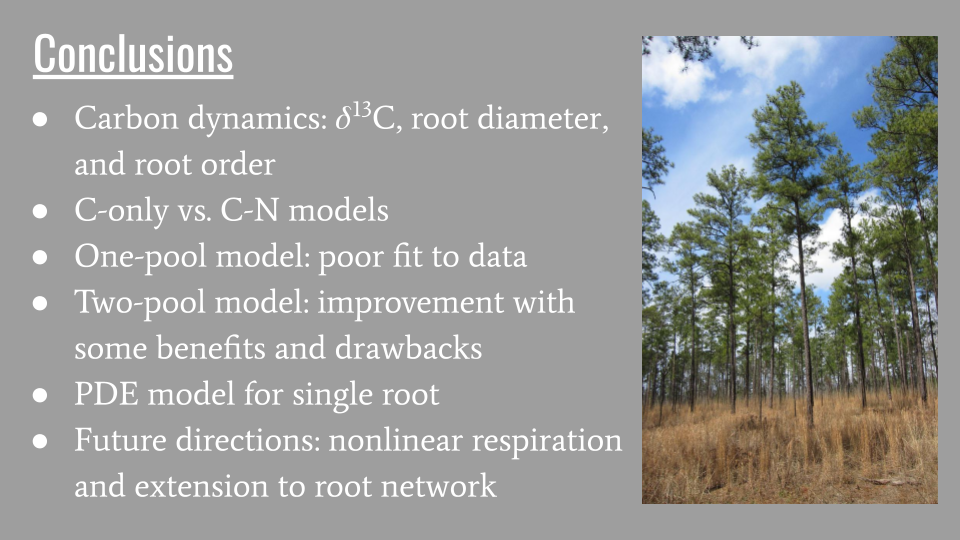 Conclusions
● Carbon dynamics: δ¹³C, root diameter,
and root order
● C-only vs. C-N models
● One-pool model: poor fit to data
● Two-pool model: improvement with
some benefits and drawbacks
● PDE model for single root
● Future directions: nonlinear respiration
and extension to root network